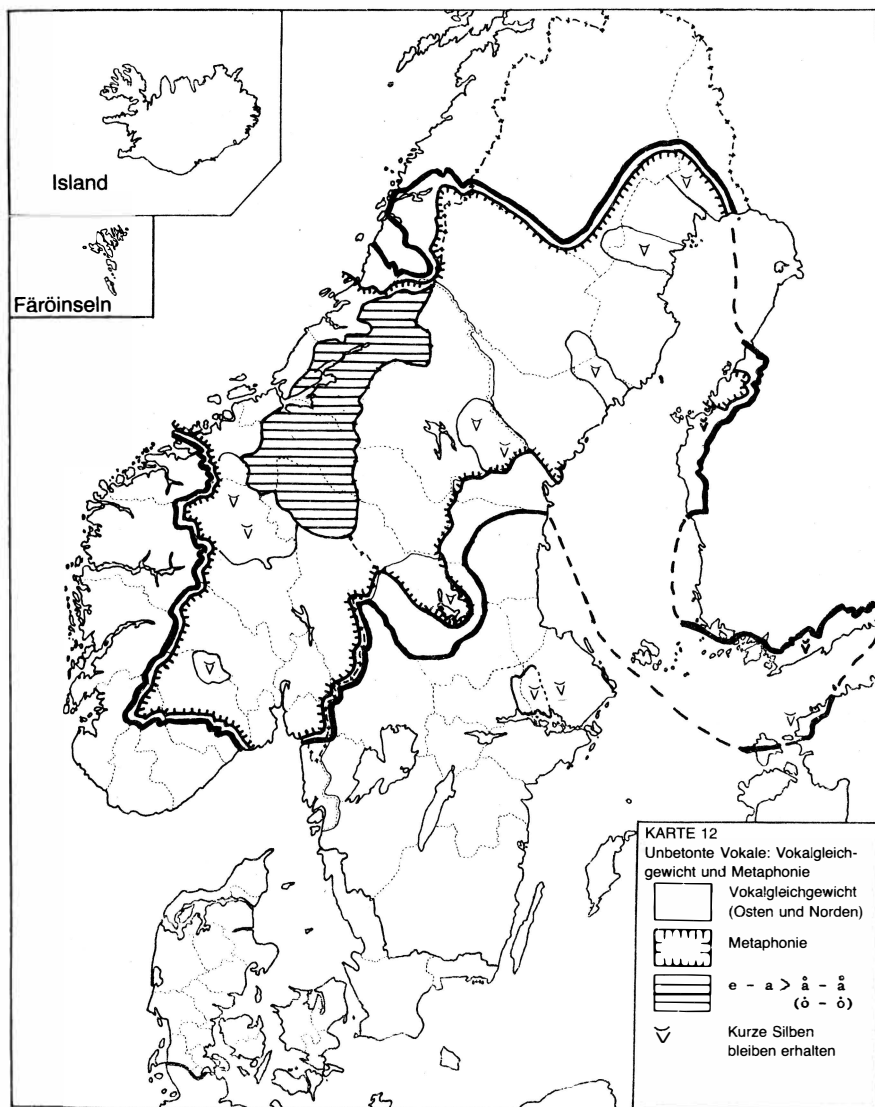 Island
Färöinseln
KARTE 12
Unbetonte Vokale: Vokalgleich-
gewicht und Metaphonie
Vokalgleichgewicht
(Osten und Norden)
Metaphonie
e - a > å - å
(ȯ - ȯ)
Kurze Silben
bleiben erhalten